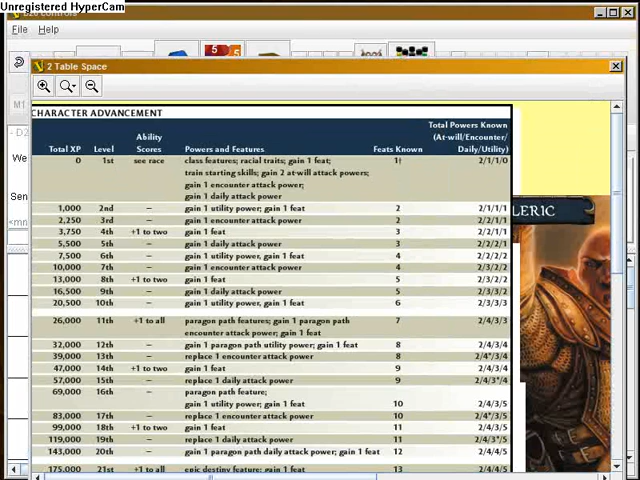 Unregistered HyperCam
D20 Controls
File Help
2 Table Space
M1
D2
We
Sen
CHARACTER ADVANCEMENT
Total XP Level Ability Scores Powers and Features Feats Known Total Powers Known (At-will/Encounter/ Daily/Utility)
0 1st see race class features; racial traits; gain 1 feat; 1† 2/1/1/0
train starting skills; gain 2 at-will attack powers;
gain 1 encounter attack power;
gain 1 daily attack power
1,000 2nd — gain 1 utility power; gain 1 feat 2 2/1/1/1
2,250 3rd — gain 1 encounter attack power 2 2/2/1/1
3,750 4th +1 to two gain 1 feat 3 2/2/1/1
5,500 5th — gain 1 daily attack power 3 2/2/2/1
7,500 6th — gain 1 utility power, gain 1 feat 4 2/2/2/2
10,000 7th — gain 1 encounter attack power 4 2/3/2/2
13,000 8th +1 to two gain 1 feat 5 2/3/2/2
16,500 9th — gain 1 daily attack power 5 2/3/3/2
20,500 10th — gain 1 utility power, gain 1 feat 6 2/3/3/3
26,000 11th +1 to all paragon path features; gain 1 paragon path 7 2/4/3/3
encounter attack power; gain 1 feat
32,000 12th — gain 1 paragon path utility power; gain 1 feat 8 2/4/3/4
39,000 13th — replace 1 encounter attack power 8 2/4*/3/4
47,000 14th +1 to two gain 1 feat 9 2/4/3/4
57,000 15th — replace 1 daily attack power 9 2/4/3*/4
69,000 16th — paragon path feature;
gain 1 utility power; gain 1 feat 10 2/4/3/5
83,000 17th — replace 1 encounter attack power 10 2/4*/3/5
99,000 18th +1 to two gain 1 feat 11 2/4/3/5
119,000 19th — replace 1 daily attack power 11 2/4/3*/5
143,000 20th — gain 1 paragon path daily attack power; gain 1 feat 12 2/4/4/5
175,000 21st +1 to all epic destiny feature; gain 1 feat 13 2/4/4/5
LERIC